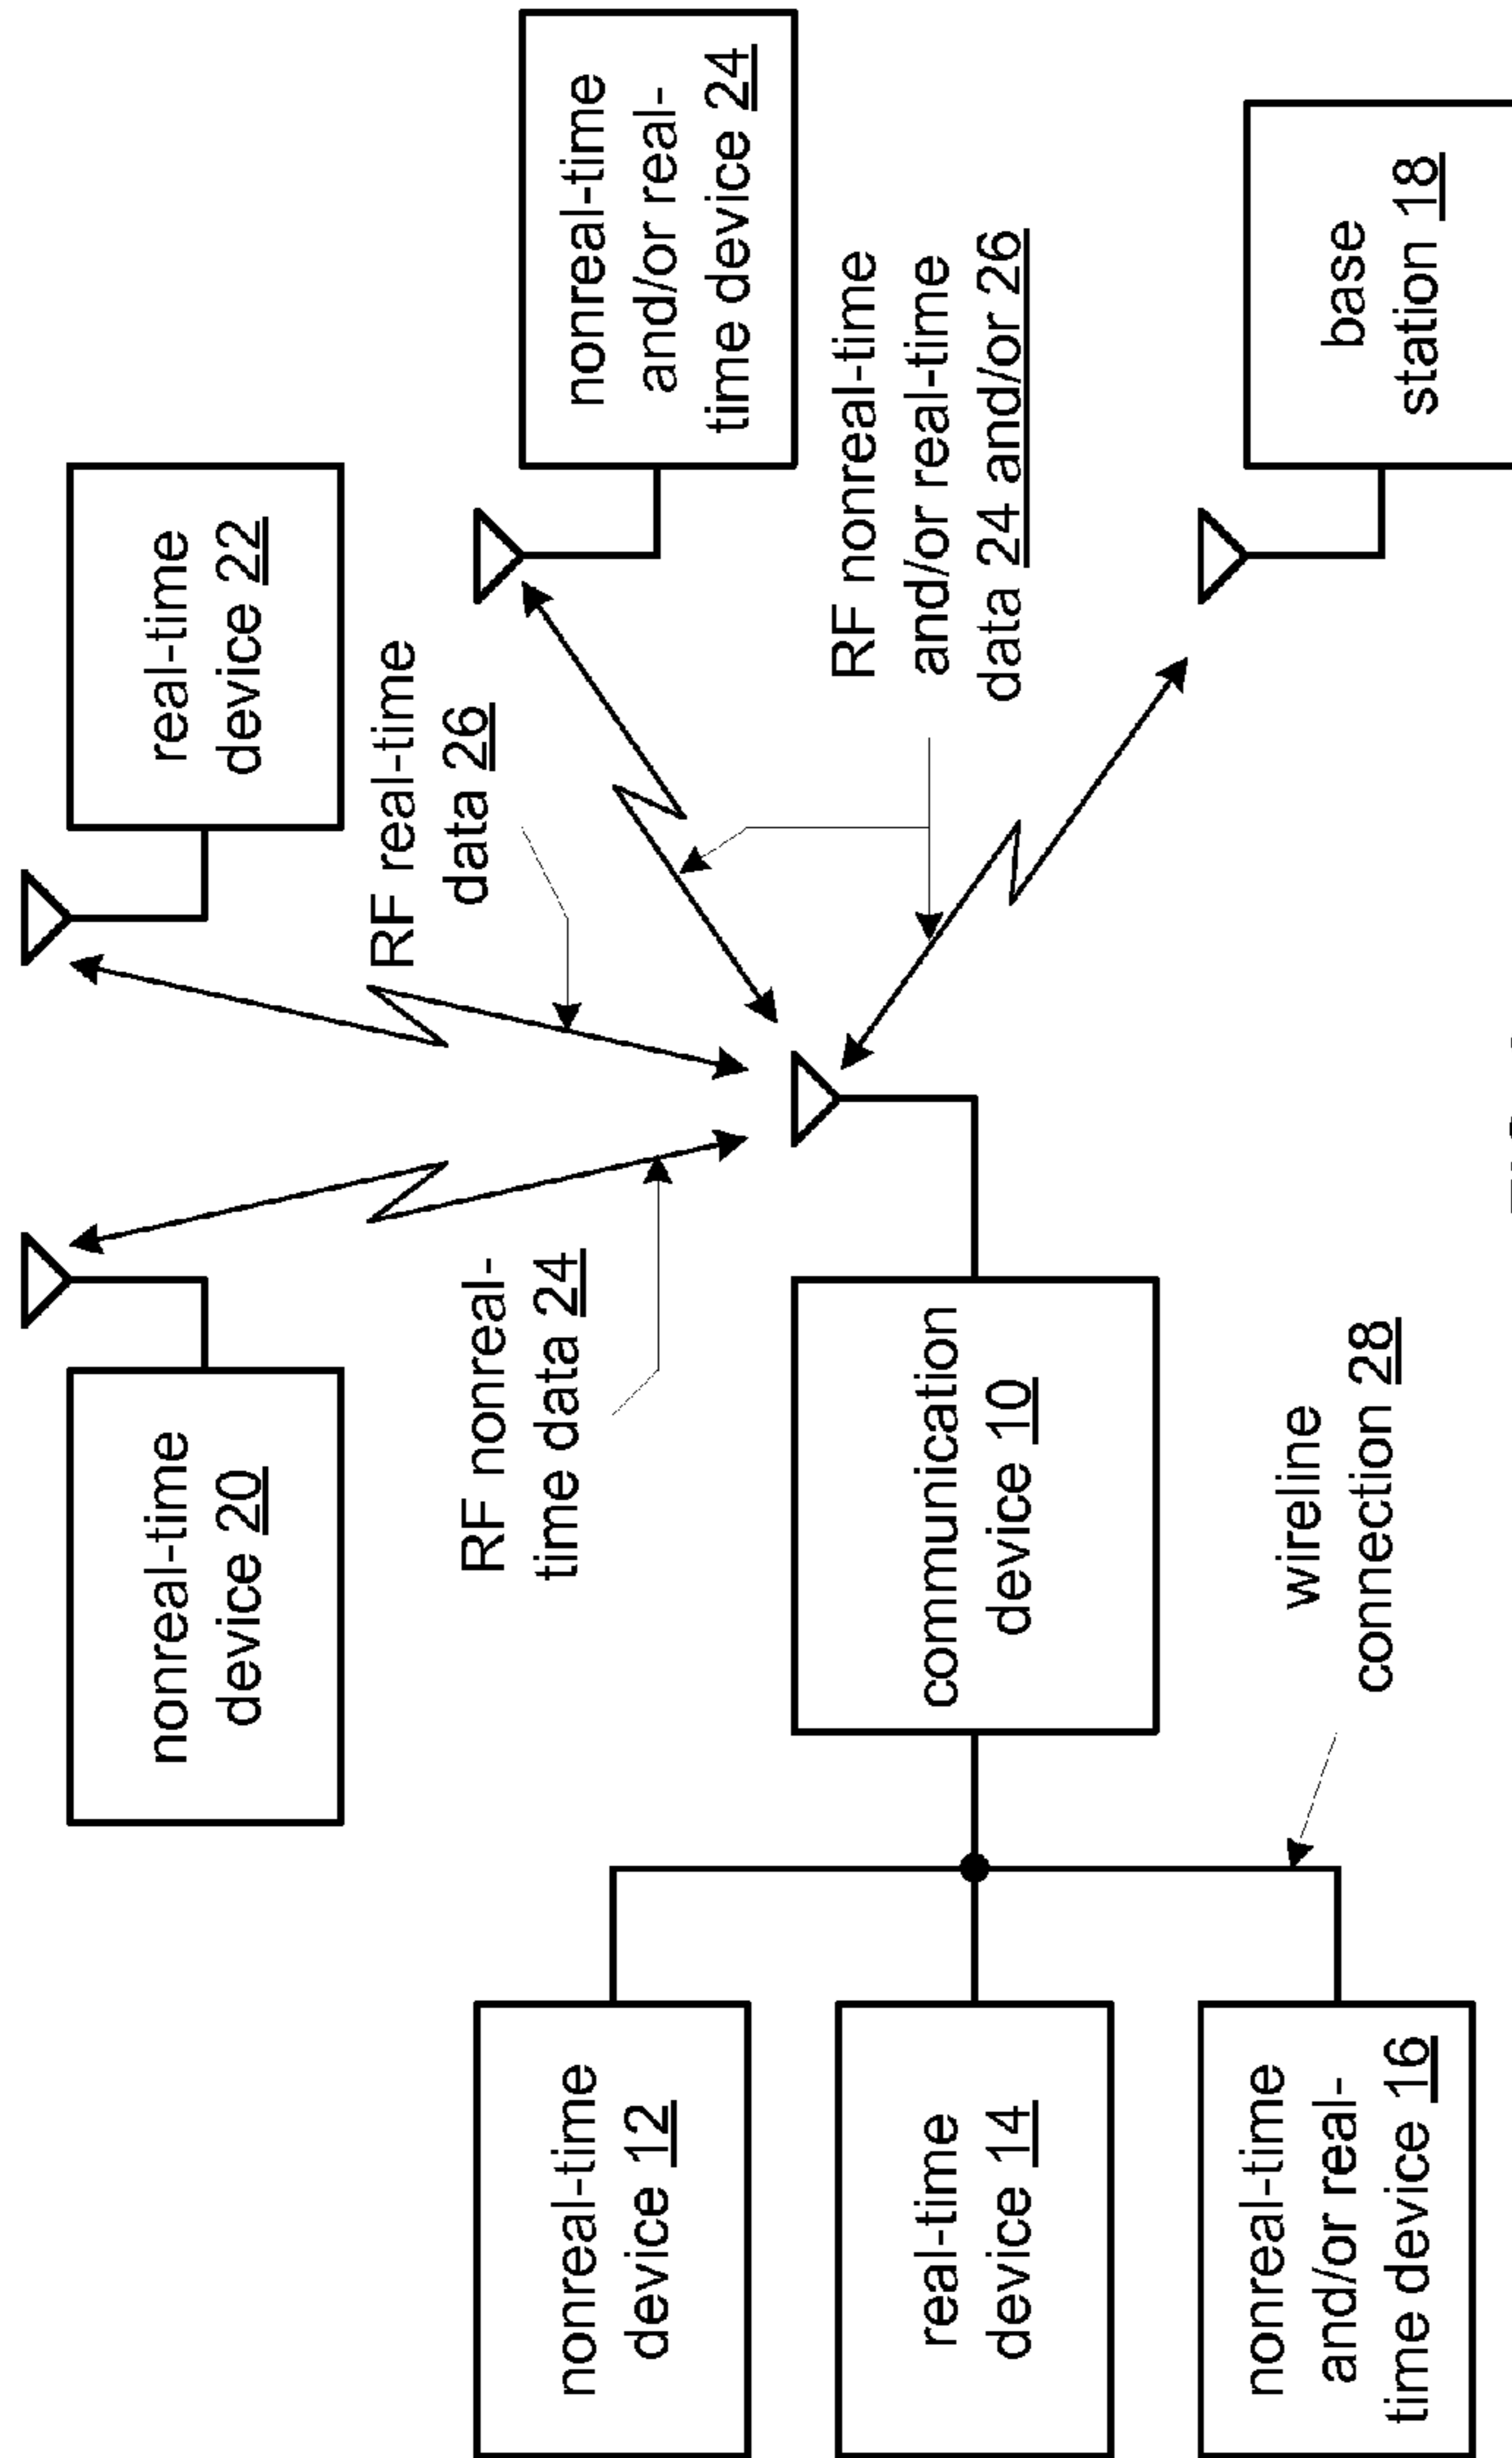 nonreal-time
device 20
real-time
device 22
RF nonreal-
time data 24
RF real-time
data 26
nonreal-time
and/or real-
time device 24
nonreal-time
device 12
real-time
device 14
nonreal-time
and/or real-
time device 16
communication
device 10
wireline
connection 28
RF nonreal-time
and/or real-time
data 24 and/or 26
base
station 18